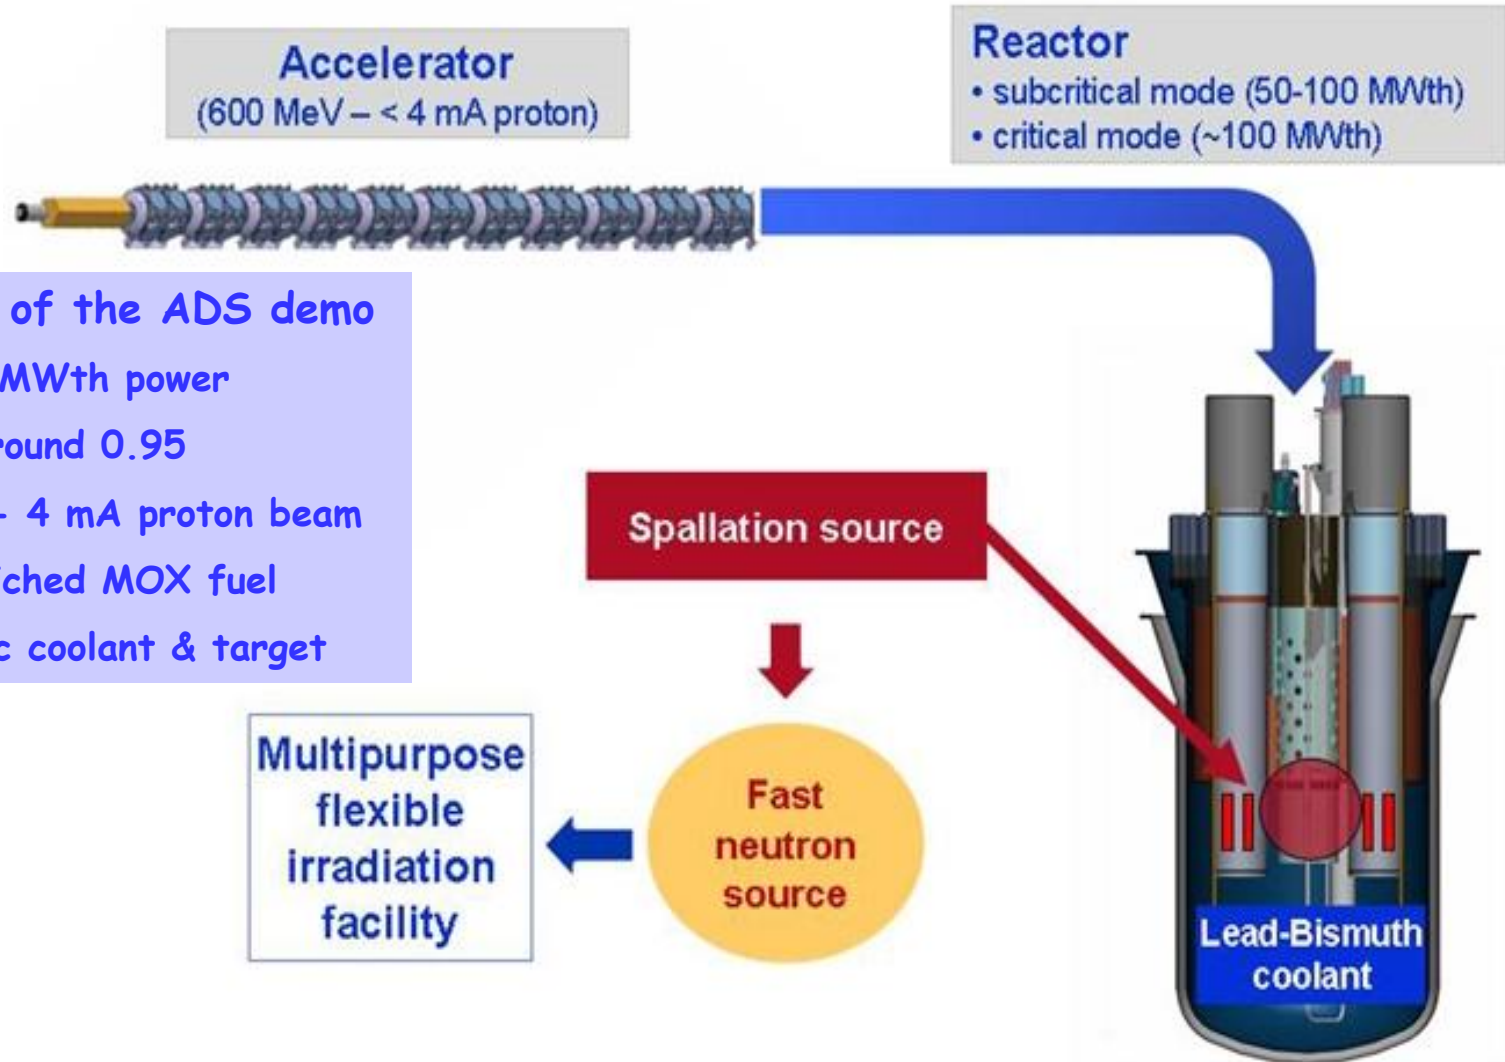 Accelerator
(600 MeV – < 4 mA proton)
Reactor
• subcritical mode (50-100 MWth)
• critical mode (~100 MWth)
of the ADS demo
MWth power
round 0.95
- 4 mA proton beam
ched MOX fuel
c coolant & target
Spallation source
Multipurpose
flexible
irradiation
facility
Fast
neutron
source
Lead-Bismuth
coolant